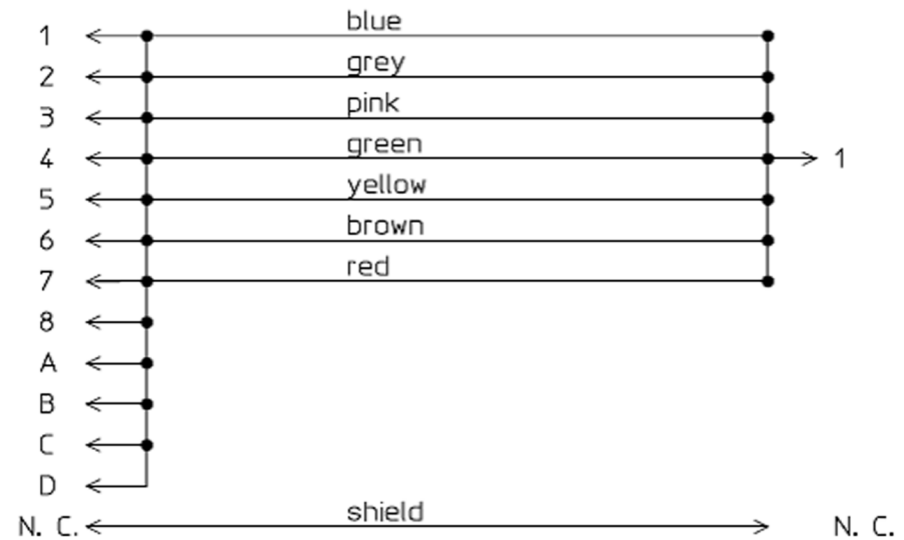 1 blue
2 grey
3 pink
4 green 1
5 yellow
6 brown
7 red
8
A
B
C
D
N. C. shield N. C.